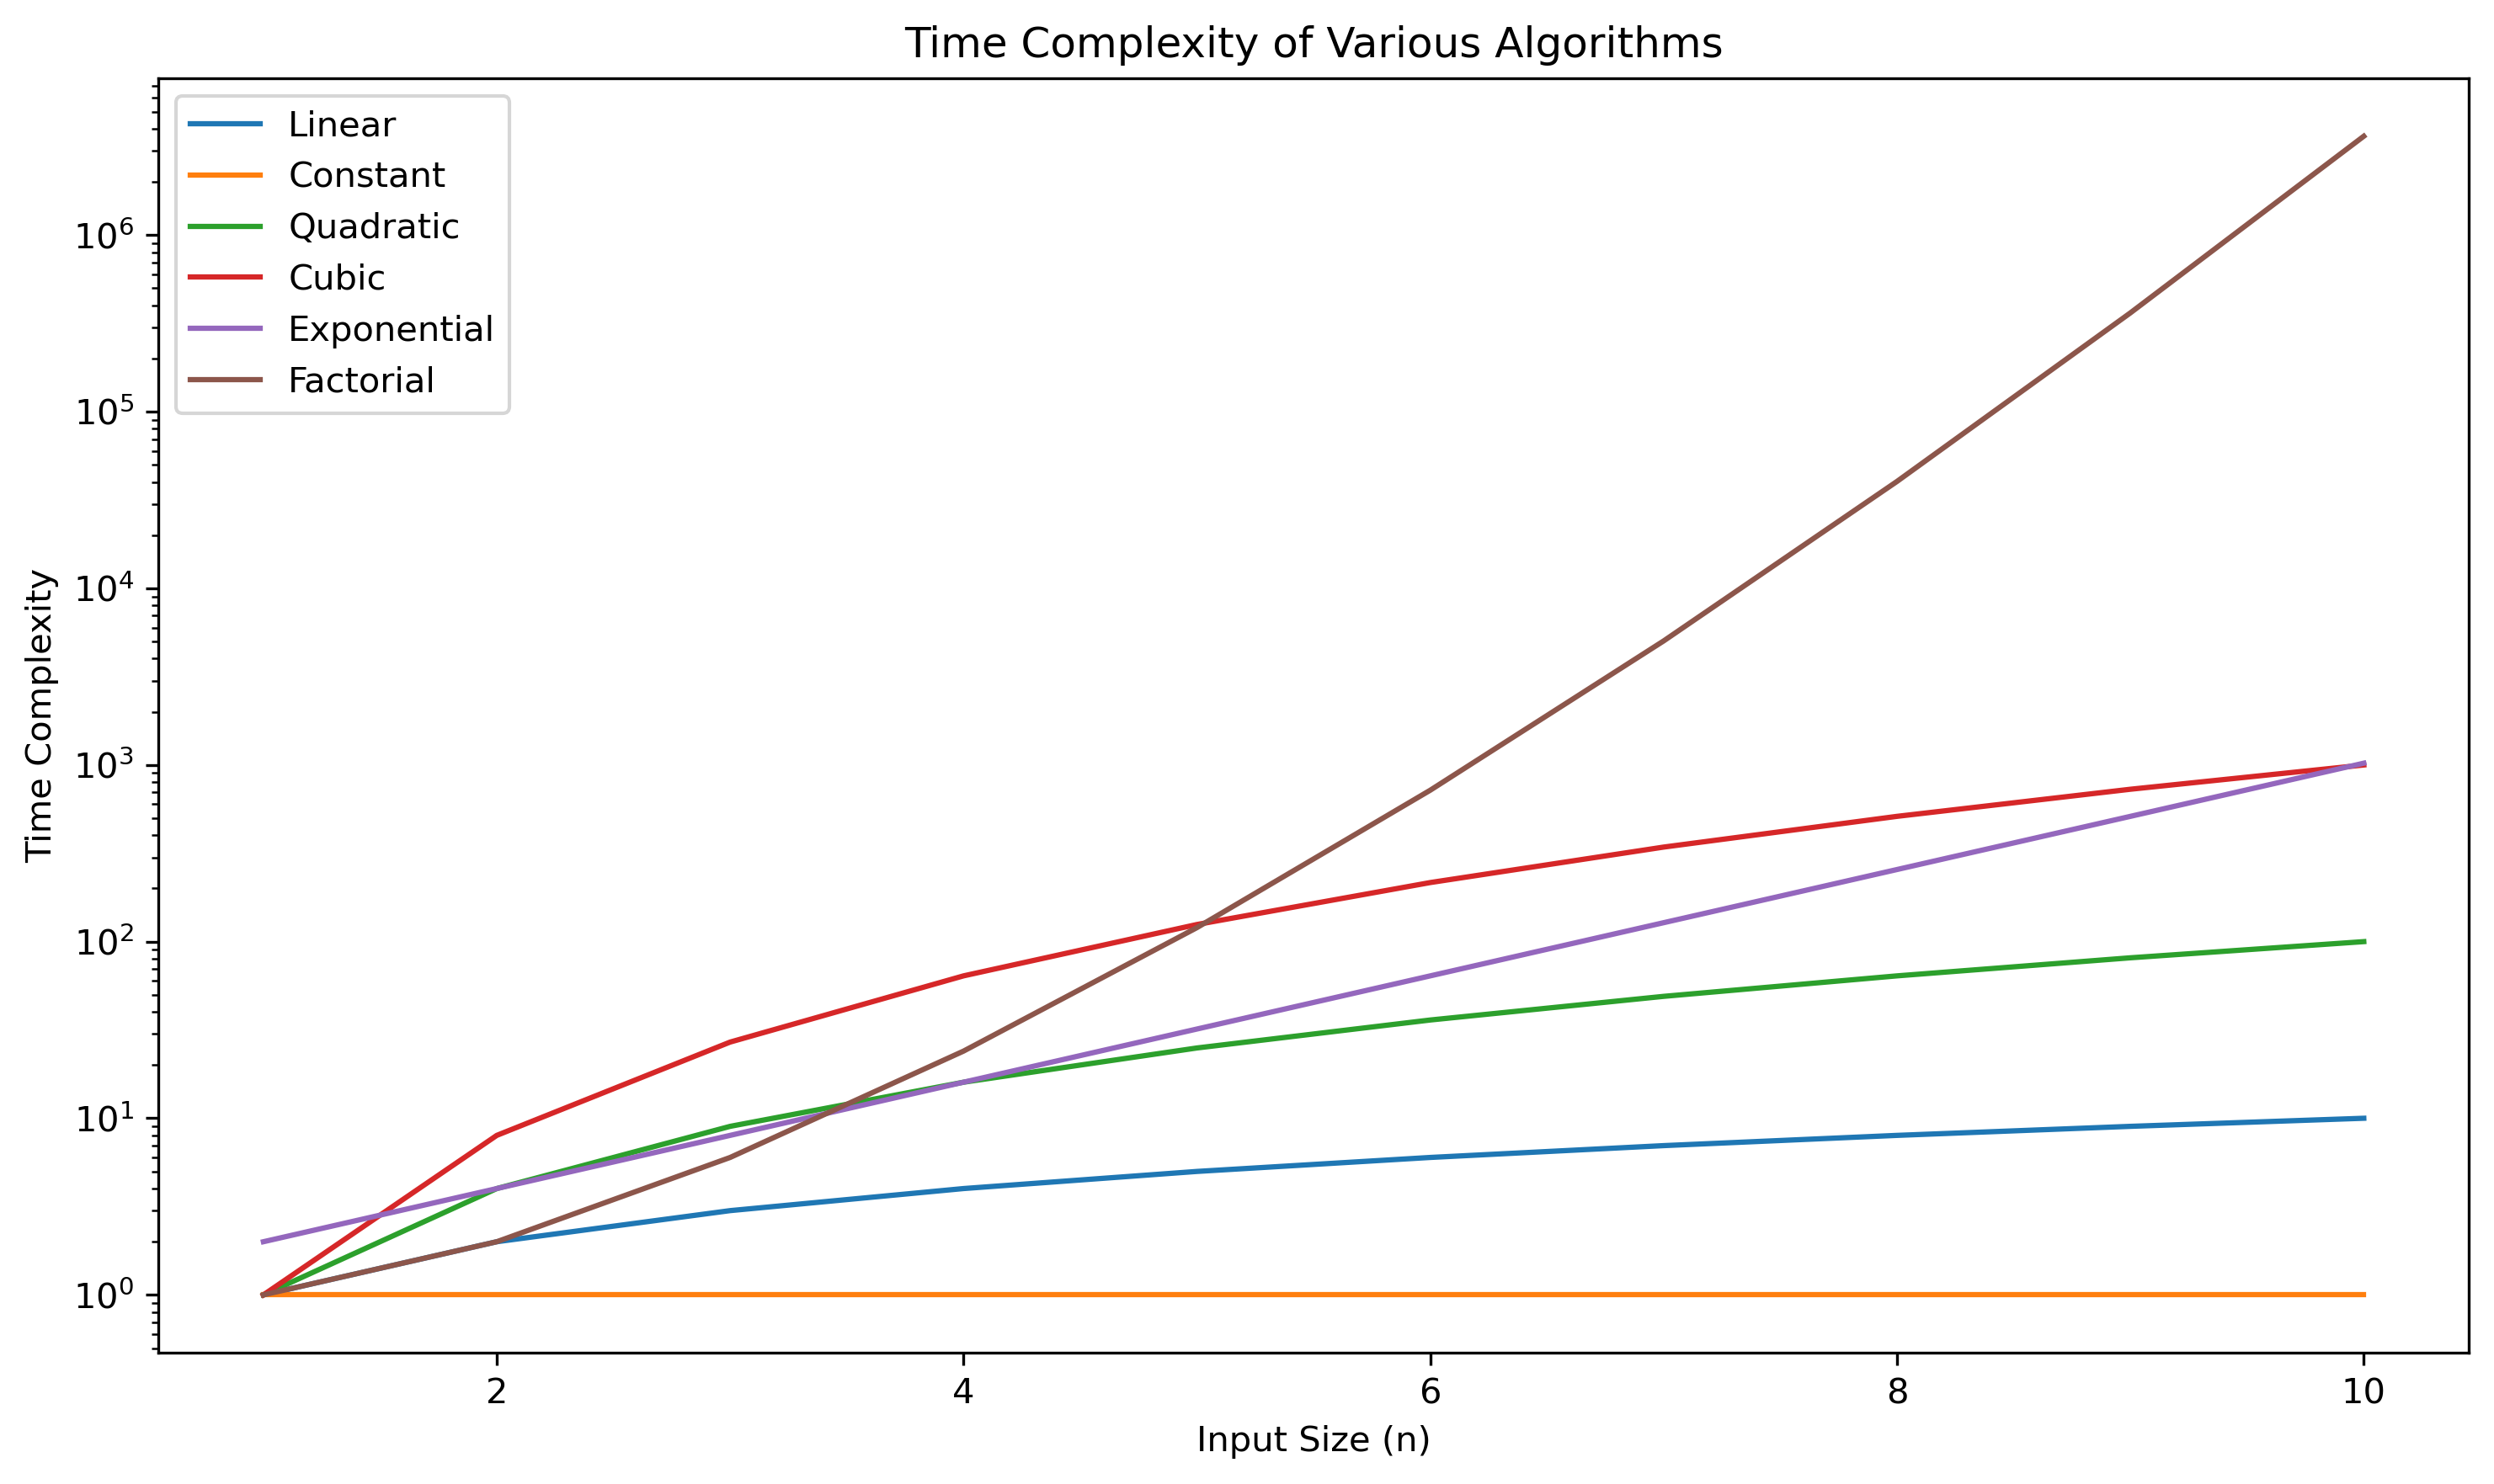 Time Complexity of Various Algorithms
Linear
Constant
Quadratic
Cubic
Exponential
Factorial
10⁶
10⁵
10⁴
10³
10²
10¹
10⁰
Time Complexity
2 4 6 8 10
Input Size (n)